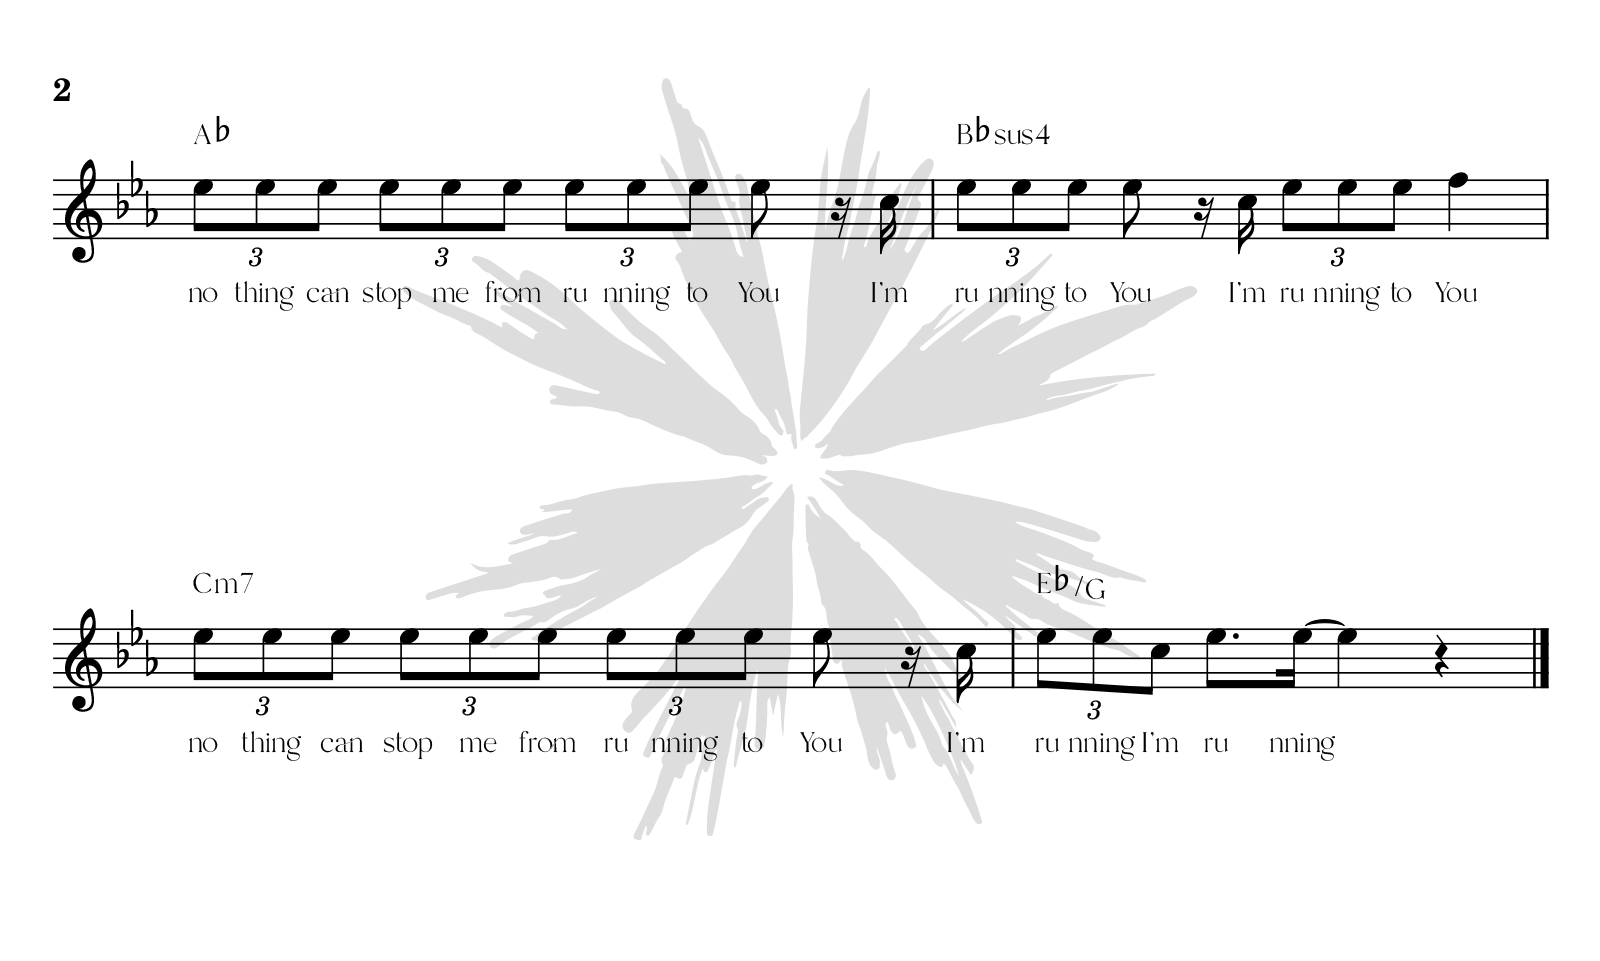 2
A♭ B♭sus4
3 3 3 3 3
no thing can stop me from ru nning to You I'm ru nning to You I'm ru nning to You
Cm7 E♭/G
3 3 3 3
no thing can stop me from ru nning to You I'm ru nning I'm ru nning